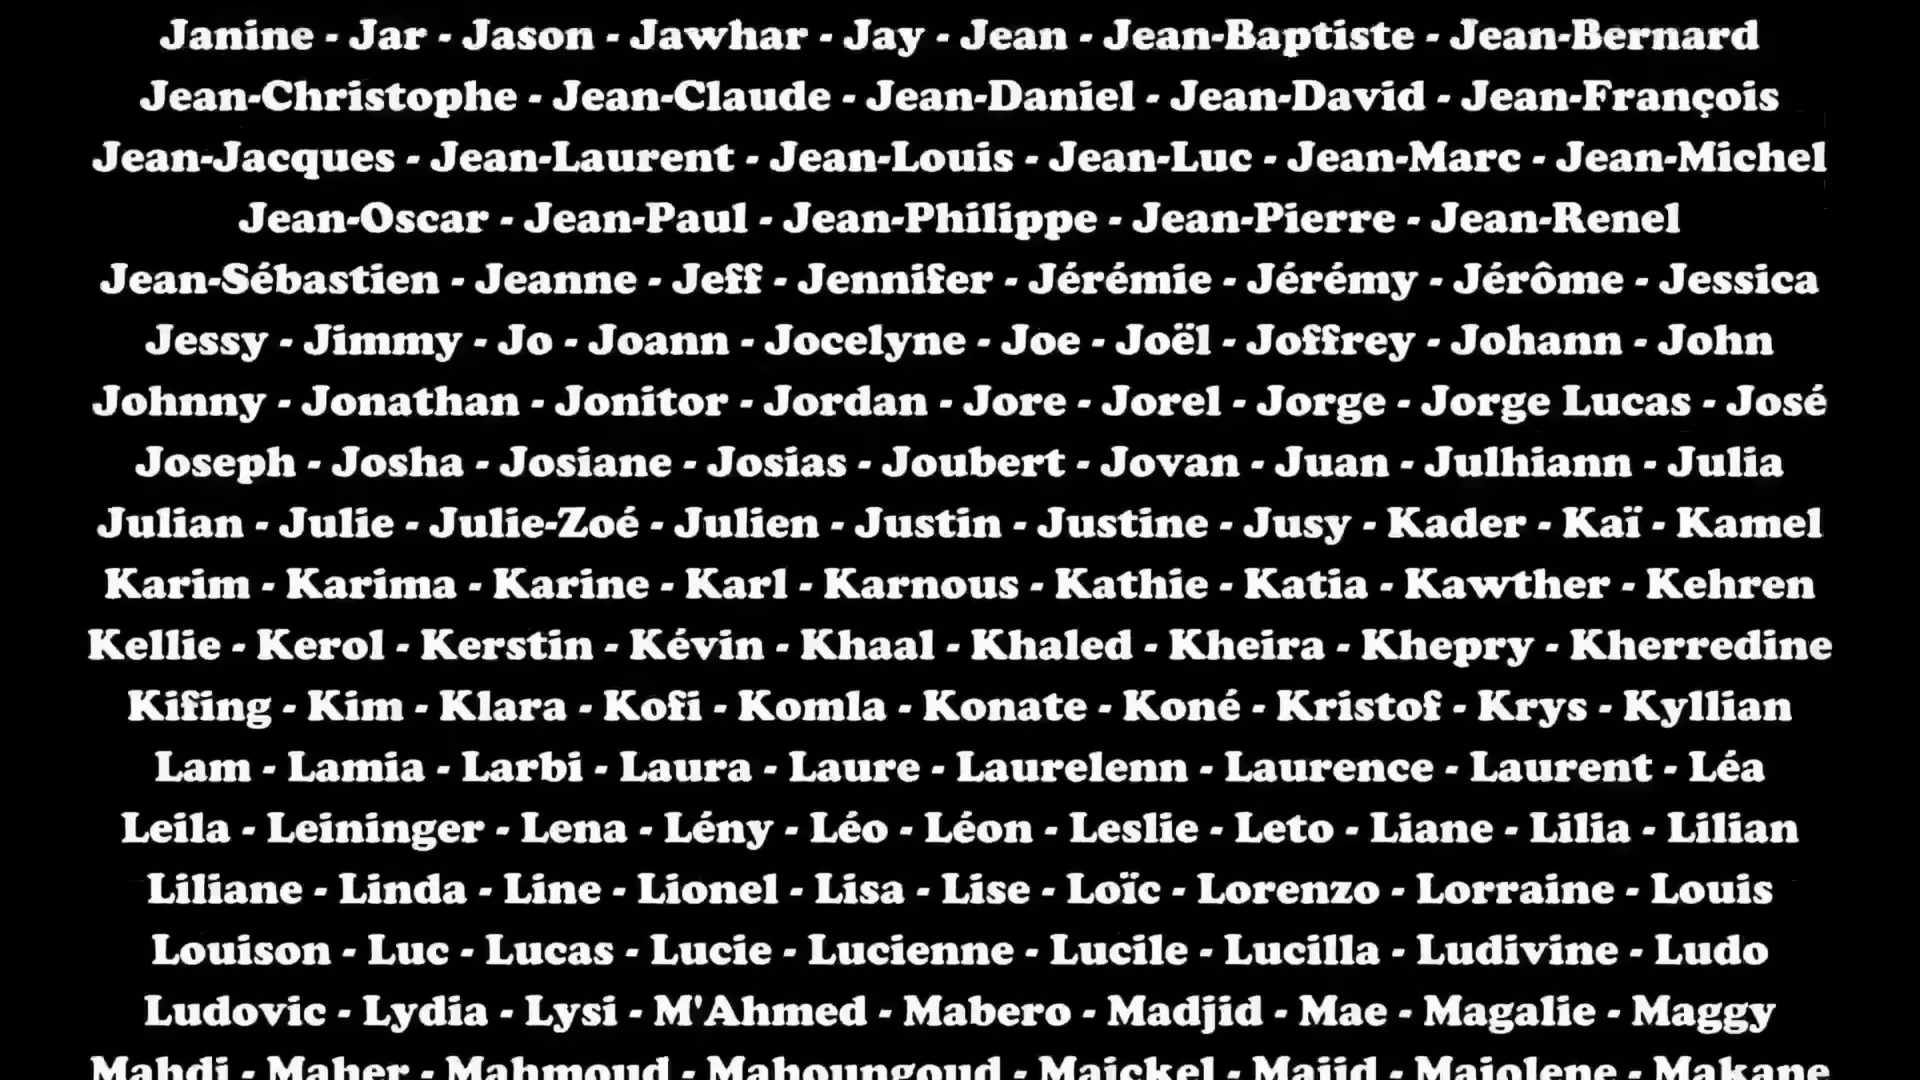 Janine - Jar - Jason - Jawhar - Jay - Jean - Jean-Baptiste - Jean-Bernard
Jean-Christophe - Jean-Claude - Jean-Daniel - Jean-David - Jean-François
Jean-Jacques - Jean-Laurent - Jean-Louis - Jean-Luc - Jean-Marc - Jean-Michel
Jean-Oscar - Jean-Paul - Jean-Philippe - Jean-Pierre - Jean-Renel
Jean-Sébastien - Jeanne - Jeff - Jennifer - Jérémie - Jérémy - Jérôme - Jessica
Jessy - Jimmy - Jo - Joann - Jocelyne - Joe - Joël - Joffrey - Johann - John
Johnny - Jonathan - Jonitor - Jordan - Jore - Jorel - Jorge - Jorge Lucas - José
Joseph - Josha - Josiane - Josias - Joubert - Jovan - Juan - Julhiann - Julia
Julian - Julie - Julie-Zoé - Julien - Justin - Justine - Jusy - Kader - Kaï - Kamel
Karim - Karima - Karine - Karl - Karnous - Kathie - Katia - Kawther - Kehren
Kellie - Kerol - Kerstin - Kévin - Khaal - Khaled - Kheira - Khepry - Kherredine
Kifing - Kim - Klara - Kofi - Komla - Konate - Koné - Kristof - Krys - Kyllian
Lam - Lamia - Larbi - Laura - Laure - Laurelenn - Laurence - Laurent - Léa
Leila - Leininger - Lena - Lény - Léo - Léon - Leslie - Leto - Liane - Lilia - Lilian
Liliane - Linda - Line - Lionel - Lisa - Lise - Loïc - Lorenzo - Lorraine - Louis
Louison - Luc - Lucas - Lucie - Lucienne - Lucile - Lucilla - Ludivine - Ludo
Ludovic - Lydia - Lysi - M'Ahmed - Mabero - Madjid - Mae - Magalie - Maggy
Mahdi - Maher - Mahmoud - Mahoungoud - Maickel - Majid - Majolene - Makane